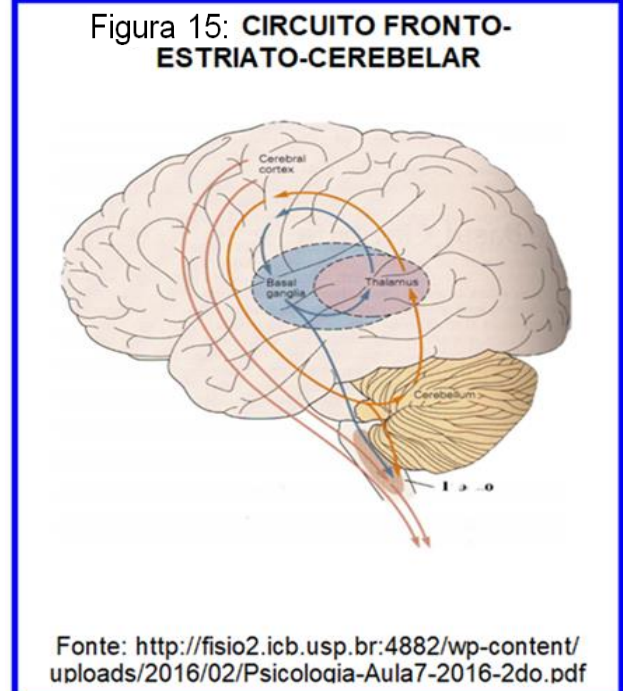 Figura 15: CIRCUITO FRONTO-
ESTRIATO-CEREBELAR
Cerebral
cortex
Basal
ganglia
Thalamus
Cerebellum
Fonte: http://fisio2.icb.usp.br:4882/wp-content/
uploads/2016/02/Psicologia-Aula7-2016-2do.pdf